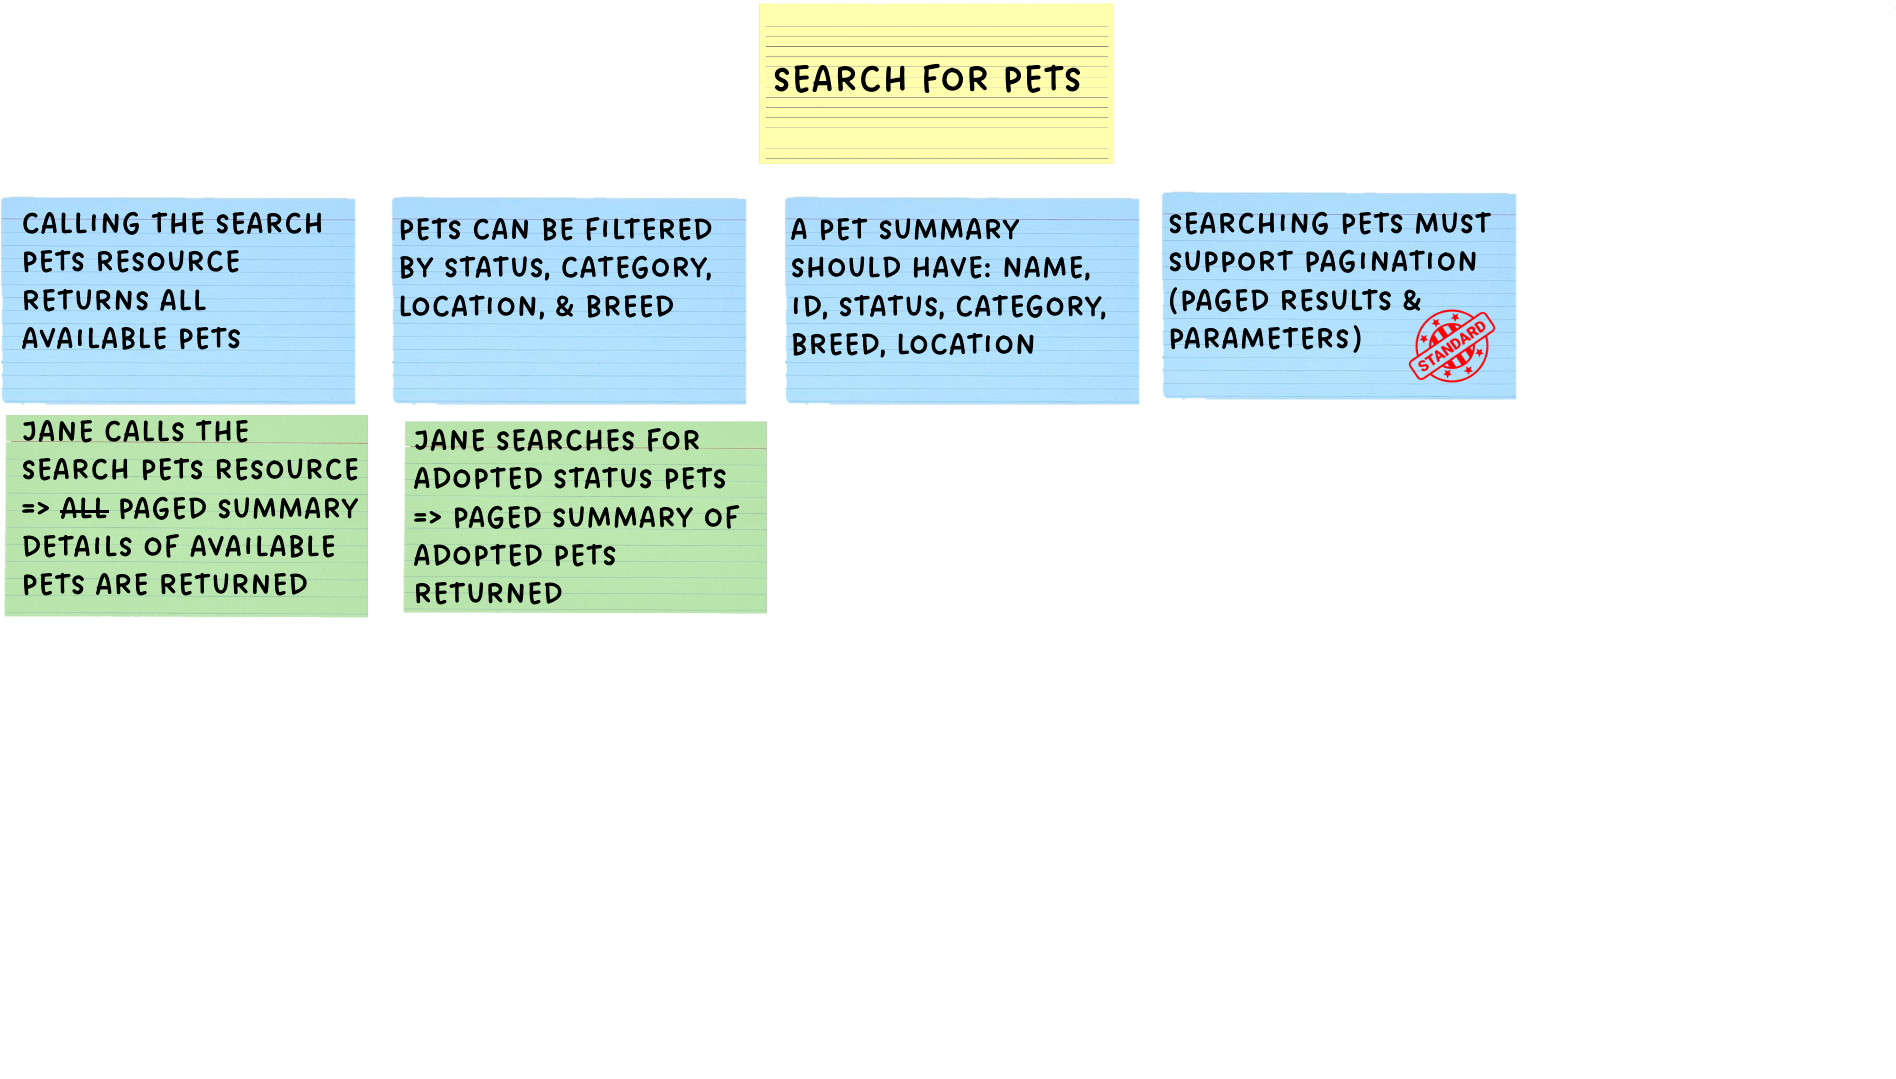 SEARCH FOR PETS
CALLING THE SEARCH
PETS RESOURCE
RETURNS ALL
AVAILABLE PETS
PETS CAN BE FILTERED
BY STATUS, CATEGORY,
LOCATION, & BREED
A PET SUMMARY
SHOULD HAVE: NAME,
ID, STATUS, CATEGORY,
BREED, LOCATION
SEARCHING PETS MUST
SUPPORT PAGINATION
(PAGED RESULTS &
PARAMETERS)
STANDARD
JANE CALLS THE
SEARCH PETS RESOURCE
=> ALL PAGED SUMMARY
DETAILS OF AVAILABLE
PETS ARE RETURNED
JANE SEARCHES FOR
ADOPTED STATUS PETS
=> PAGED SUMMARY OF
ADOPTED PETS
RETURNED